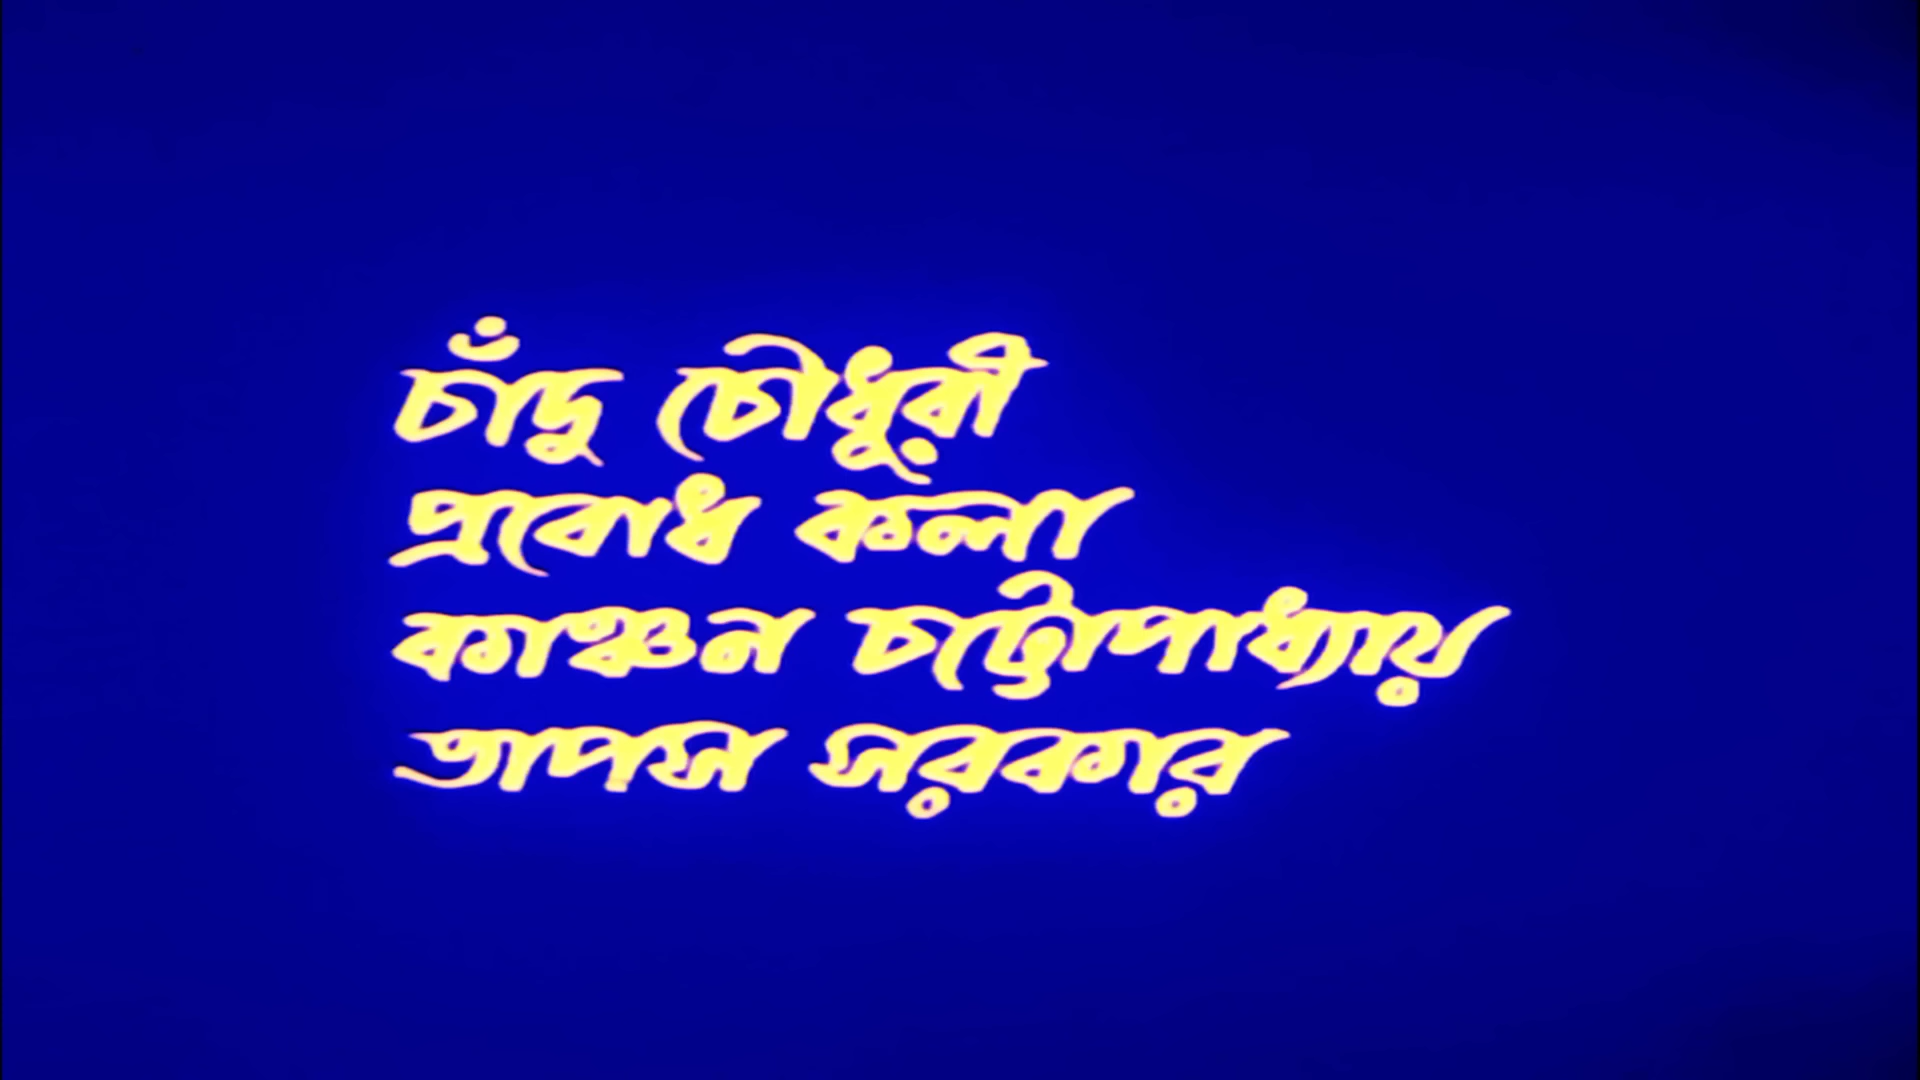 চাঁদু চৌধুরী
প্রবোধ কলা
কাঞ্চন চট্টোপাধ্যায়
তাপস সরকার